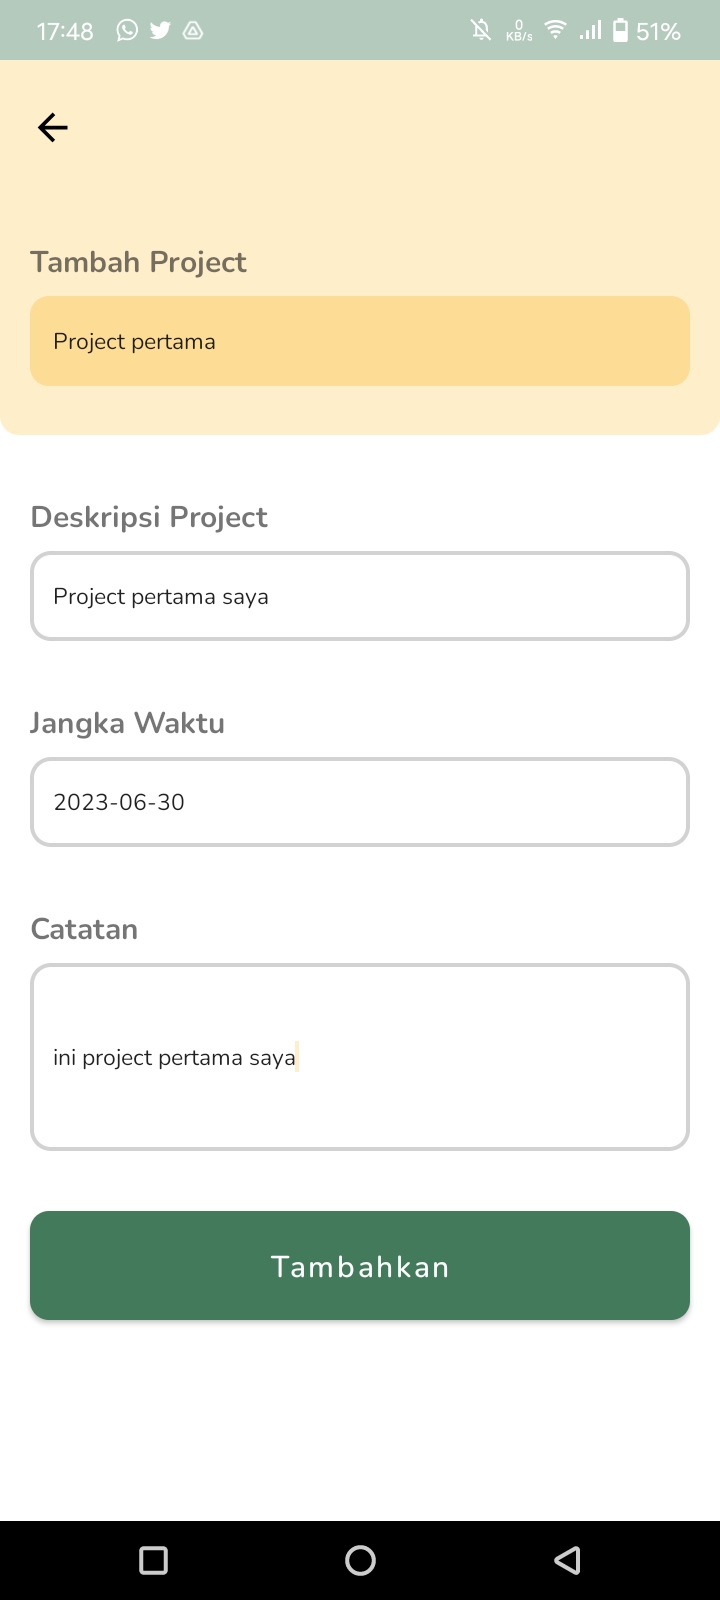 17:48 0 KB/s 51%
Tambah Project
Project pertama
Deskripsi Project
Project pertama saya
Jangka Waktu
2023-06-30
Catatan
ini project pertama saya
Tambahkan